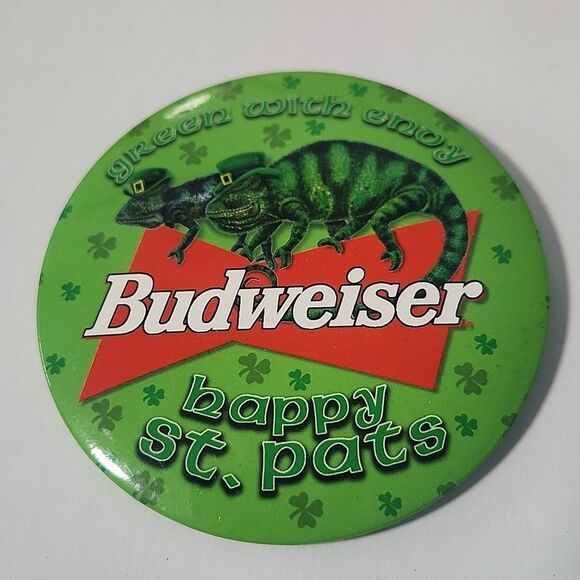 green with envy
Budweiser
happy
st. pats